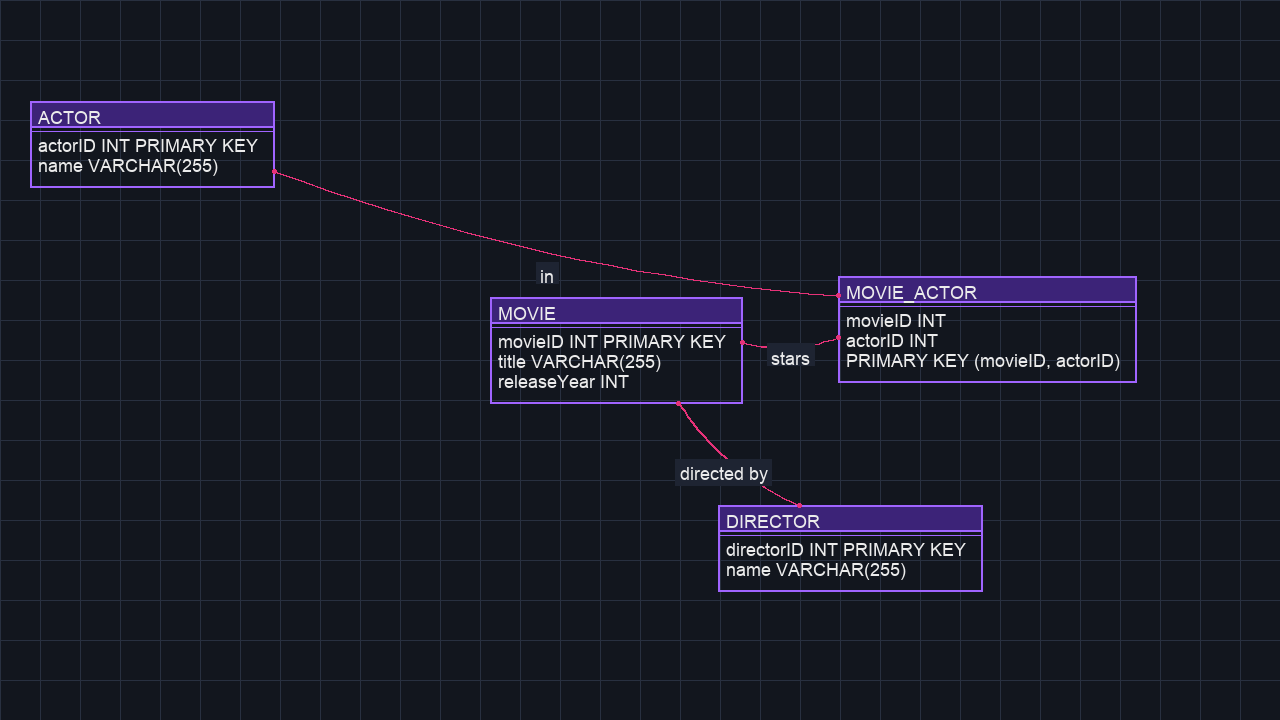 ACTOR
actorID INT PRIMARY KEY
name VARCHAR(255)
in
MOVIE
movieID INT PRIMARY KEY
title VARCHAR(255)
releaseYear INT
stars
MOVIE_ACTOR
movieID INT
actorID INT
PRIMARY KEY (movieID, actorID)
directed by
DIRECTOR
directorID INT PRIMARY KEY
name VARCHAR(255)